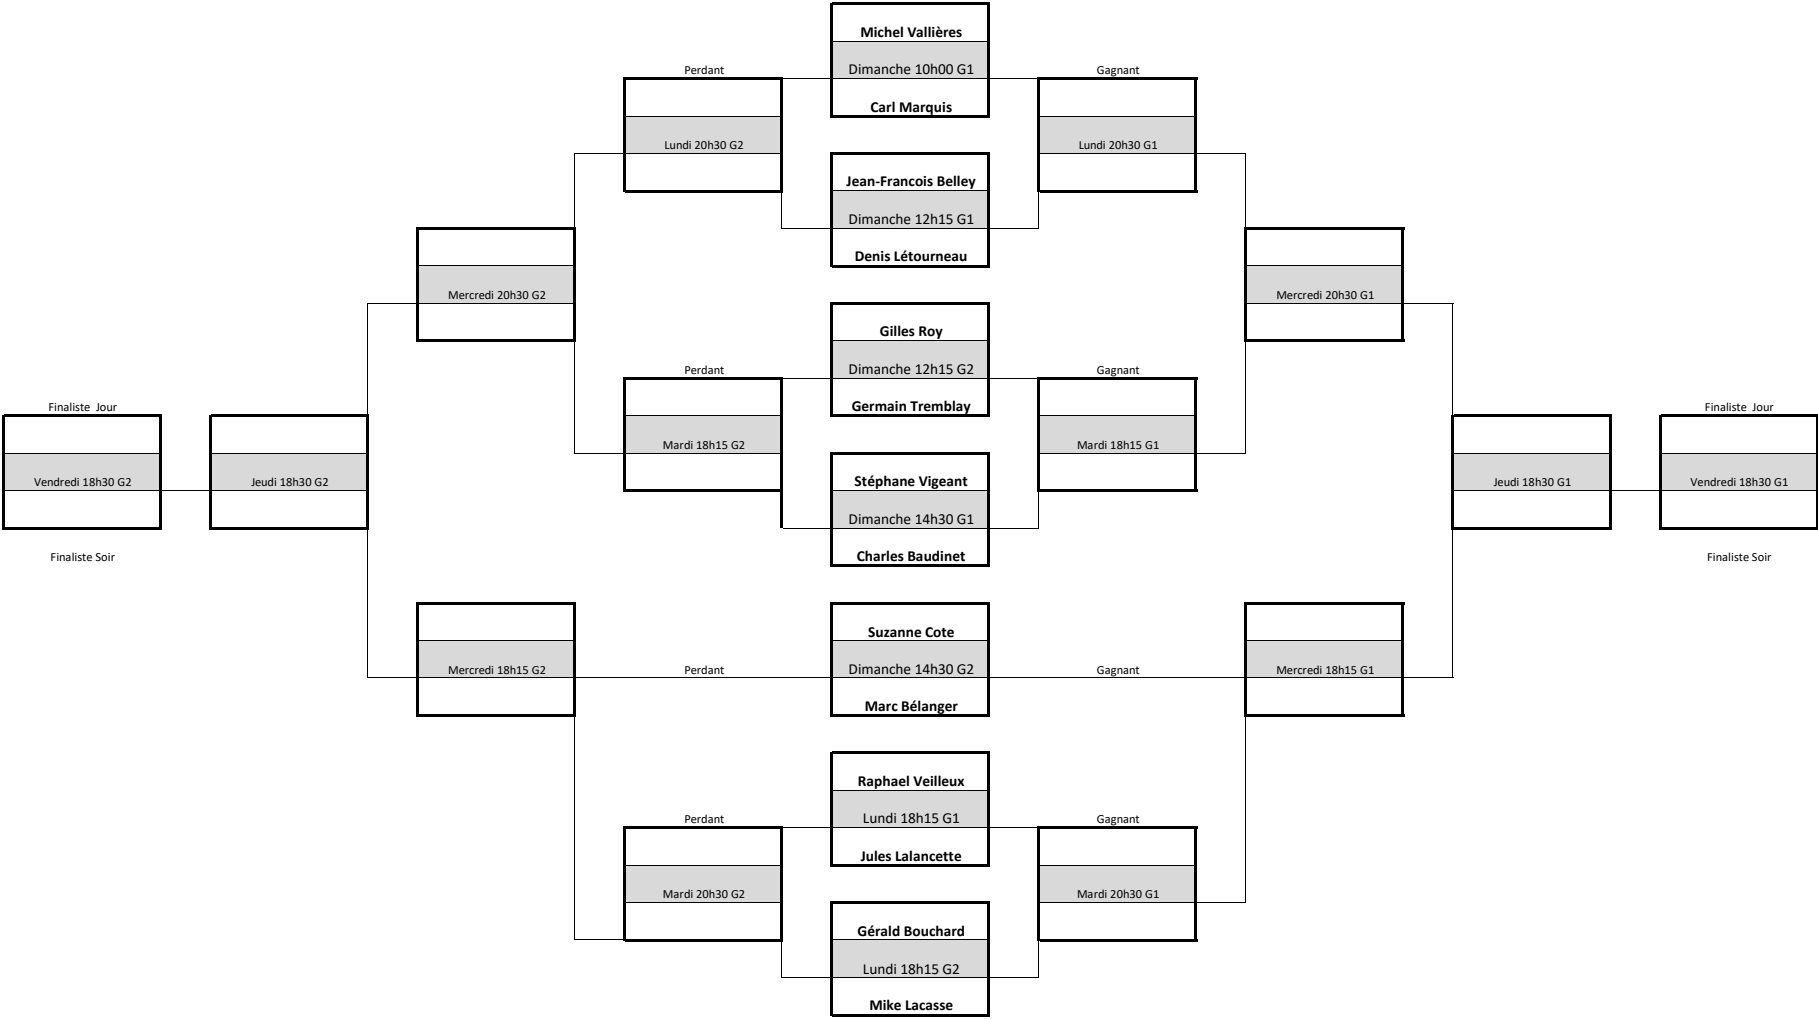 Michel Vallières
Perdant
Dimanche 10h00 G1
Gagnant
Carl Marquis
Lundi 20h30 G2
Lundi 20h30 G1
Jean-Francois Belley
Dimanche 12h15 G1
Denis Létourneau
Mercredi 20h30 G2
Mercredi 20h30 G1
Gilles Roy
Perdant
Dimanche 12h15 G2
Gagnant
Finaliste Jour
Germain Tremblay
Finaliste Jour
Mardi 18h15 G2
Mardi 18h15 G1
Vendredi 18h30 G2
Jeudi 18h30 G2
Stéphane Vigeant
Jeudi 18h30 G1
Vendredi 18h30 G1
Dimanche 14h30 G1
Finaliste Soir
Charles Baudinet
Finaliste Soir
Suzanne Cote
Mercredi 18h15 G2
Perdant
Dimanche 14h30 G2
Gagnant
Mercredi 18h15 G1
Marc Bélanger
Raphael Veilleux
Perdant
Lundi 18h15 G1
Gagnant
Jules Lalancette
Mardi 20h30 G2
Mardi 20h30 G1
Gérald Bouchard
Lundi 18h15 G2
Mike Lacasse